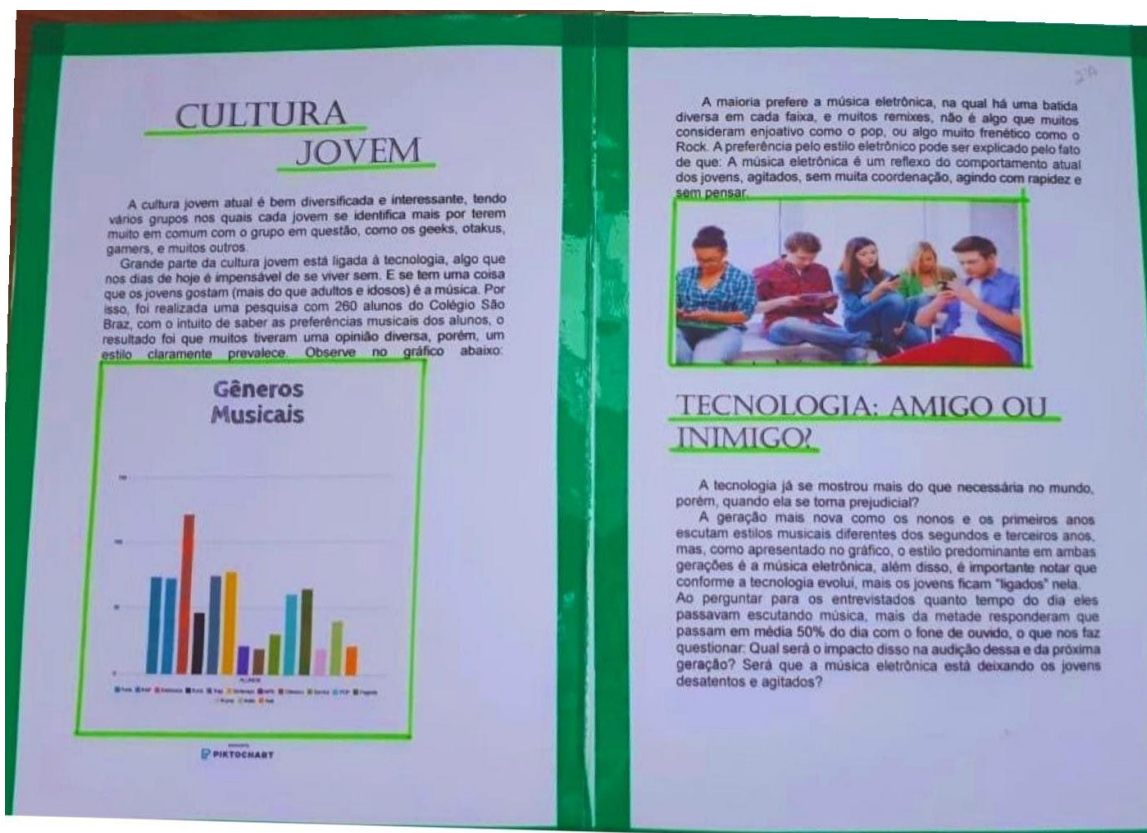 CULTURA
JOVEM
A cultura jovem atual é bem diversificada e interessante, tendo
vários grupos nos quais cada jovem se identifica mais por terem
muito em comum com o grupo em questão, como os geeks, otakus,
gamers, e muitos outros.
Grande parte da cultura jovem está ligada à tecnologia, algo que
nos dias de hoje é impensável de se viver sem. E se tem uma coisa
que os jovens gostam (mais do que adultos e idosos) é a música. Por
isso, foi realizada uma pesquisa com 260 alunos do Colégio São
Braz, com o intuito de saber as preferências musicais dos alunos, o
resultado foi que muitos tiveram uma opinião diversa, porém, um
estilo claramente prevalece. Observe no gráfico abaixo:
Gêneros
Musicais
PIKTOCHART
A maioria prefere a música eletrônica, na qual há uma batida
diversa em cada faixa, e muitos remixes, não é algo que muitos
consideram enjoativo como o pop, ou algo muito frenético como o
Rock. A preferência pelo estilo eletrônico pode ser explicado pelo fato
de que: A música eletrônica é um reflexo do comportamento atual
dos jovens, agitados, sem muita coordenação, agindo com rapidez e
sem pensar.
TECNOLOGIA: AMIGO OU
INIMIGO?
A tecnologia já se mostrou mais do que necessária no mundo,
porém, quando ela se torna prejudicial?
A geração mais nova como os nonos e os primeiros anos
escutam estilos musicais diferentes dos segundos e terceiros anos,
mas, como apresentado no gráfico, o estilo predominante em ambas
gerações é a música eletrônica, além disso, é importante notar que
conforme a tecnologia evolui, mais os jovens ficam "ligados" nela.
Ao perguntar para os entrevistados quanto tempo do dia eles
passavam escutando música, mais da metade responderam que
passam em média 50% do dia com o fone de ouvido, o que nos faz
questionar: Qual será o impacto disso na audição dessa e da próxima
geração? Será que a música eletrônica está deixando os jovens
desatentos e agitados?